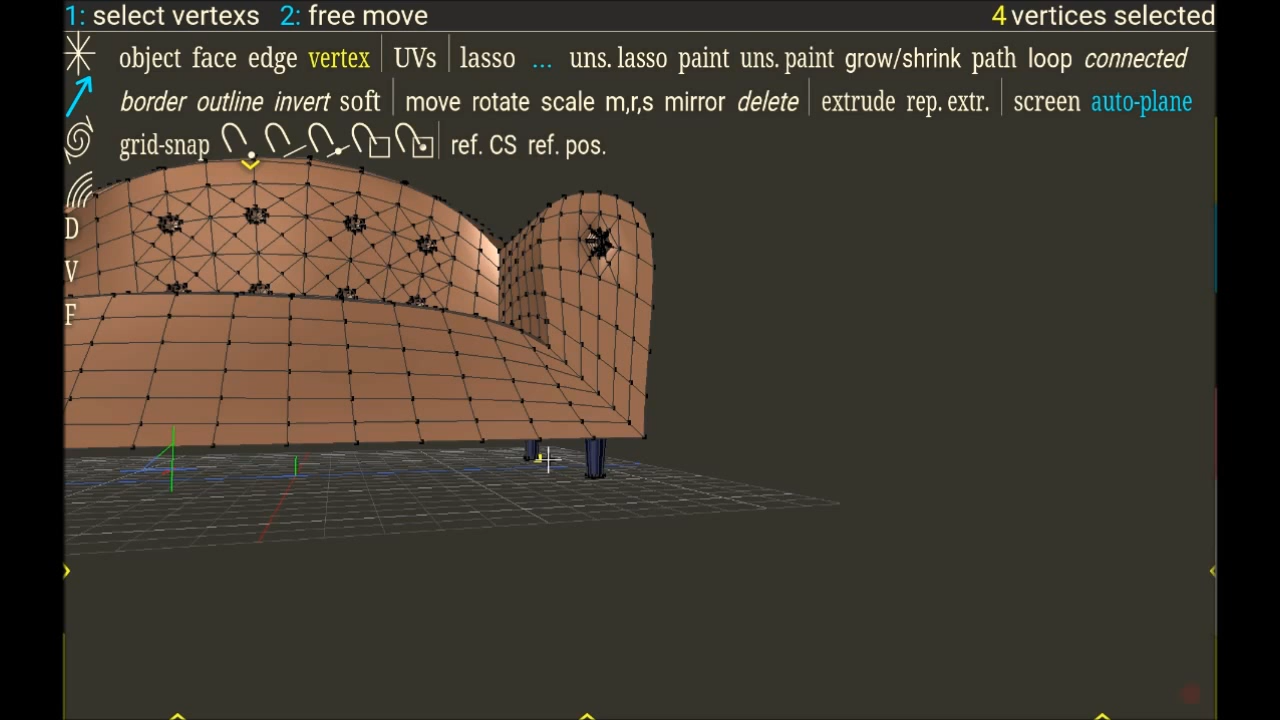 1: select vertexs 2: free move 4 vertices selected
object face edge vertex UVs lasso ... uns. lasso paint uns. paint grow/shrink path loop connected
border outline invert soft move rotate scale m,r,s mirror delete extrude rep. extr. screen auto-plane
grid-snap ref. CS ref. pos.
D
V
F